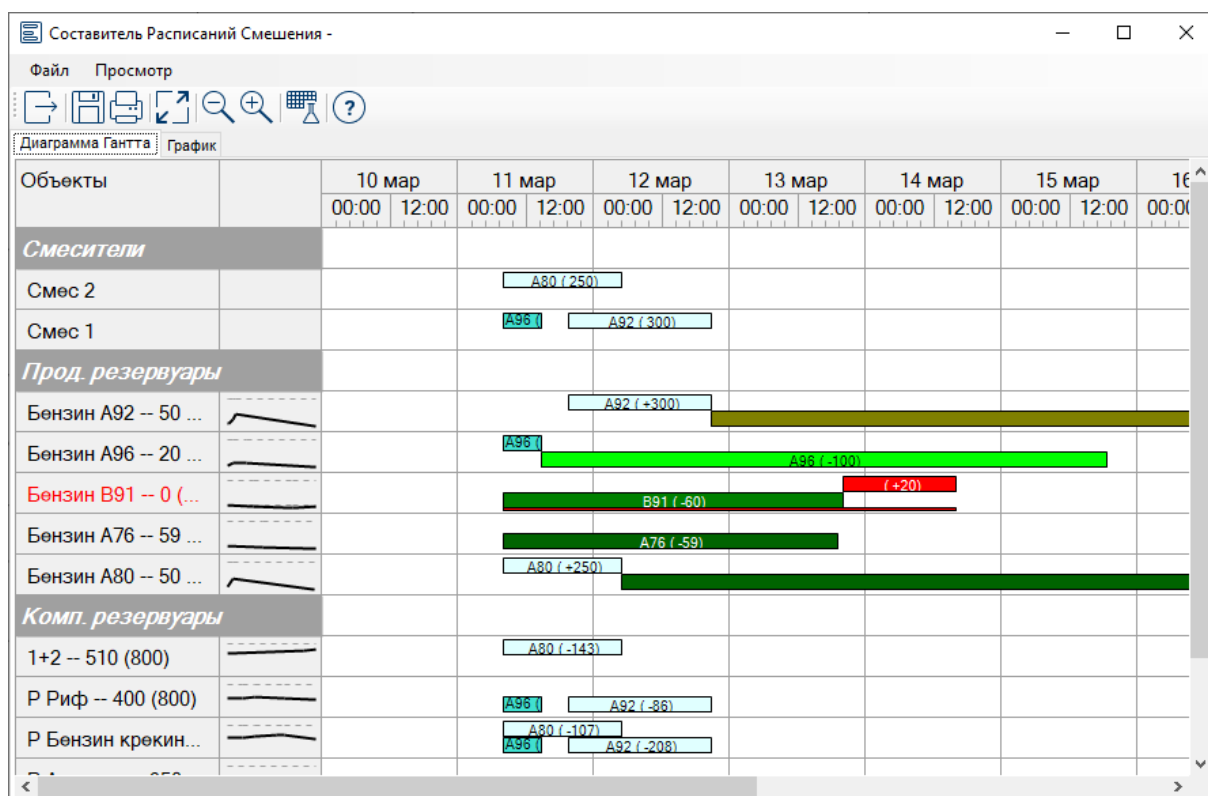 Составитель Расписаний Смешения -
Файл Просмотр
Диаграмма Гантта График
Объекты 10 мар 11 мар 12 мар 13 мар 14 мар 15 мар 16
00:00 12:00 00:00 12:00 00:00 12:00 00:00 12:00 00:00 12:00 00:00 12:00 00:00
Смесители
Смес 2 A80 ( 250)
Смес 1 A96 ( A92 ( 300)
Прод. резервуары
Бензин А92 -- 50 ... A92 ( +300)
Бензин А96 -- 20 ... A96 ( A96 ( -100)
Бензин В91 -- 0 (... B91 ( -60) ( +20)
Бензин А76 -- 59 ... A76 ( -59)
Бензин А80 -- 50 ... A80 ( +250)
Комп. резервуары
1+2 -- 510 (800) A80 ( -143)
Р Риф -- 400 (800) A96 ( A92 ( -86)
Р Бензин крекин... A80 ( -107) A96 ( A92 ( -208)